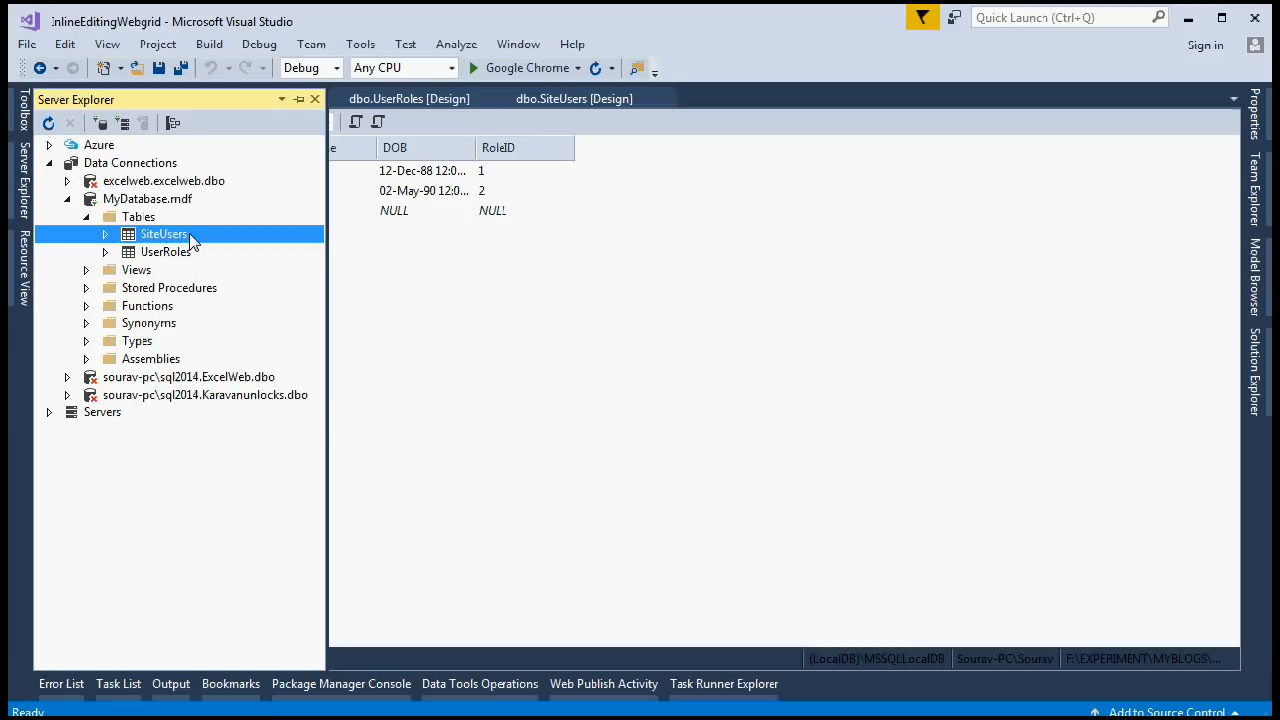 InlineEditingWebgrid - Microsoft Visual Studio
Quick Launch (Ctrl+Q)
File Edit View Project Build Debug Team Tools Test Analyze Window Help
Sign in
Debug Any CPU Google Chrome
Toolbox
Server Explorer
Resource View
Server Explorer
dbo.UserRoles [Design] dbo.SiteUsers [Design]
Azure
Data Connections
excelweb.excelweb.dbo
MyDatabase.mdf
Tables
SiteUsers
UserRoles
Views
Stored Procedures
Functions
Synonyms
Types
Assemblies
sourav-pc\sql2014.ExcelWeb.dbo
sourav-pc\sql2014.Karavanunlocks.dbo
Servers
e DOB RoleID
12-Dec-88 12:0... 1
02-May-90 12:0... 2
NULL NULL
Properties
Team Explorer
Model Browser
Solution Explorer
(LocalDB)\MSSQLLocalDB Sourav-PC\Sourav F:\EXPERIMENT\MYBLOGS\...
Error List Task List Output Bookmarks Package Manager Console Data Tools Operations Web Publish Activity Task Runner Explorer
Ready
Add to Source Control